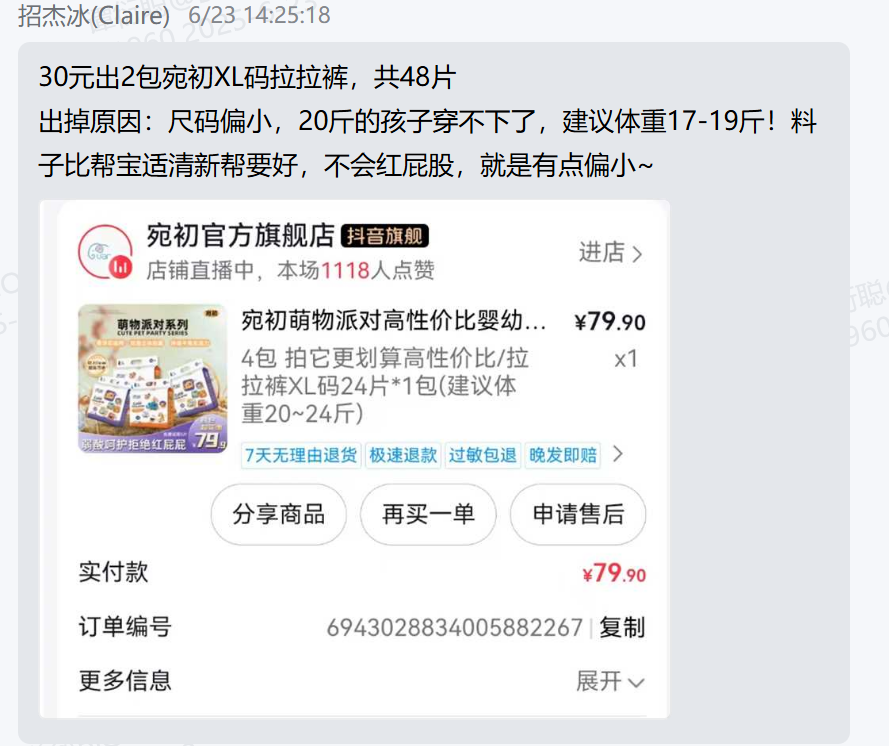 招杰冰(Claire) 6/23 14:25:18
30元出2包宛初XL码拉拉裤，共48片
出掉原因：尺码偏小，20斤的孩子穿不下了，建议体重17-19斤！料
子比帮宝适清新帮要好，不会红屁股，就是有点偏小~
宛初官方旗舰店 抖音旗舰
店铺直播中，本场1118人点赞
进店
萌物派对系列
CUTE PET PARTY SERIES
弱酸呵护拒绝红屁屁
79.9
宛初萌物派对高性价比婴幼... ¥79.90
4包 拍它更划算高性价比/拉 x1
拉裤XL码24片*1包(建议体
重20~24斤)
7天无理由退货 极速退款 过敏包退 晚发即赔
分享商品 再买一单 申请售后
实付款 ¥79.90
订单编号 6943028834005882267 | 复制
更多信息 展开